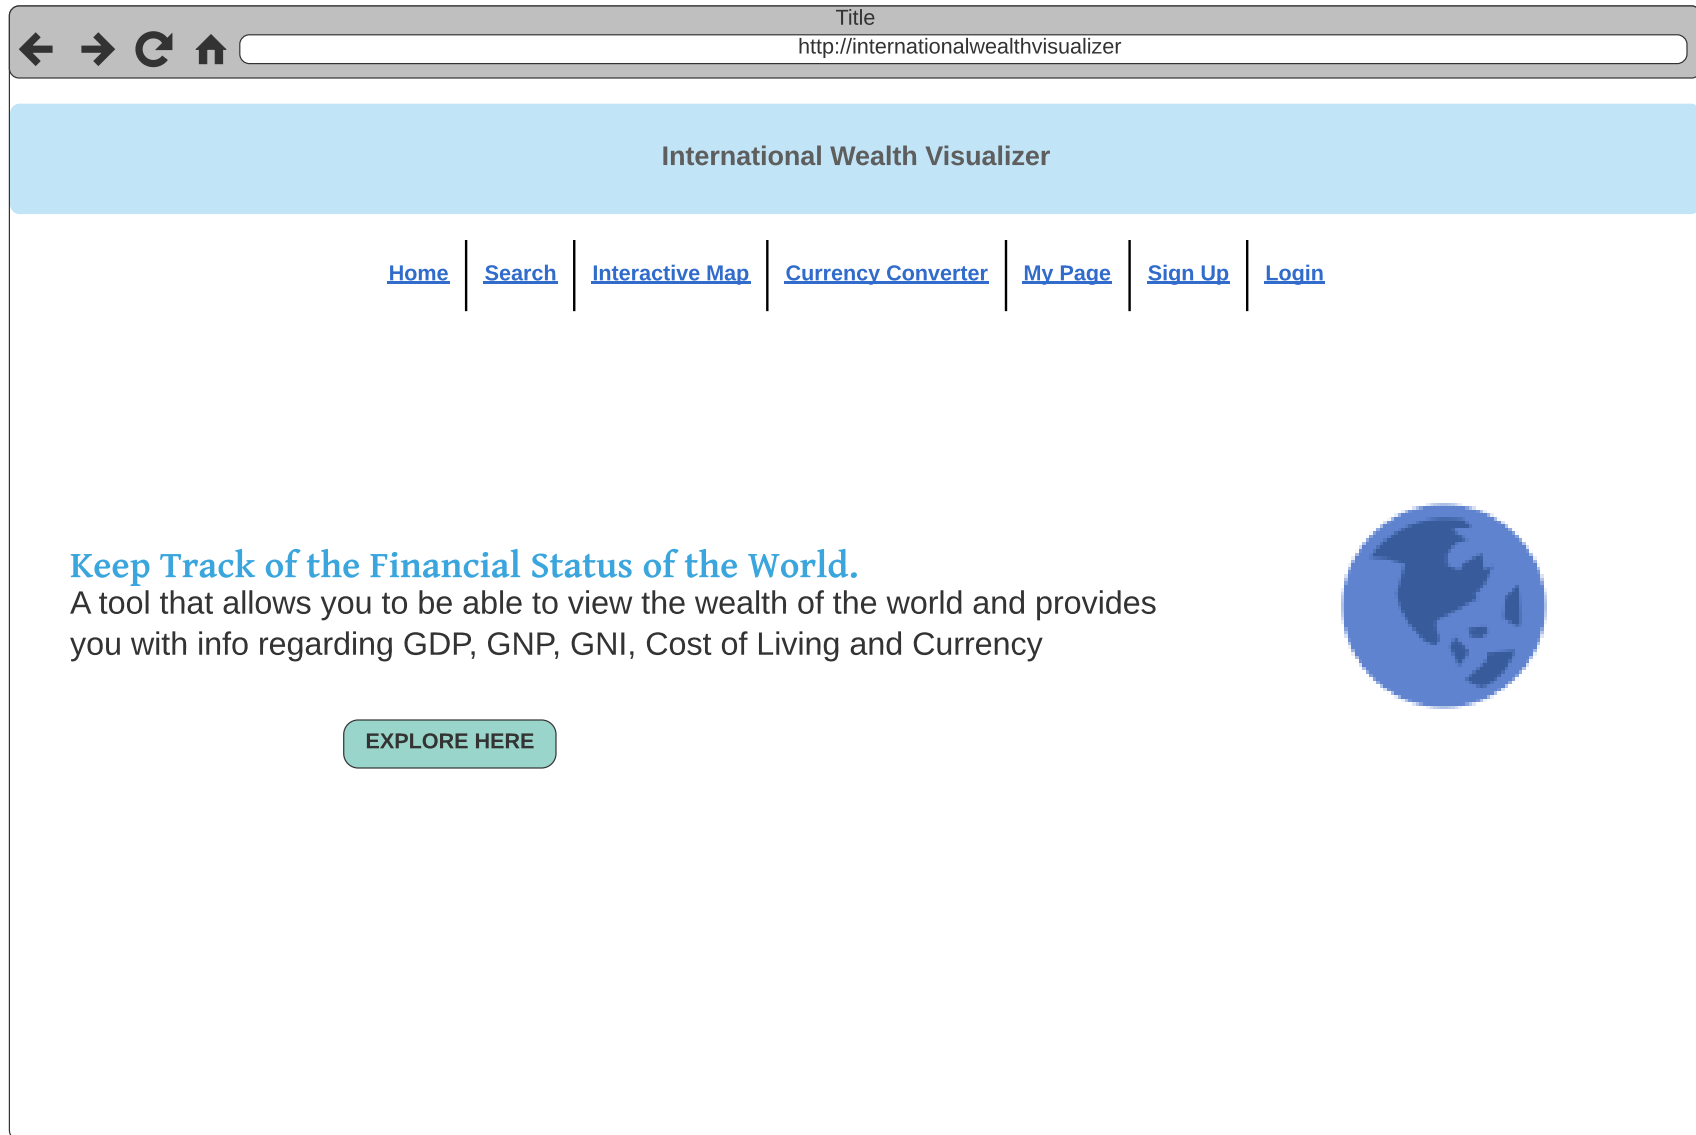 Title
http://internationalwealthvisualizer
International Wealth Visualizer
Home Search Interactive Map Currency Converter My Page Sign Up Login
Keep Track of the Financial Status of the World.
A tool that allows you to be able to view the wealth of the world and provides
you with info regarding GDP, GNP, GNI, Cost of Living and Currency
EXPLORE HERE